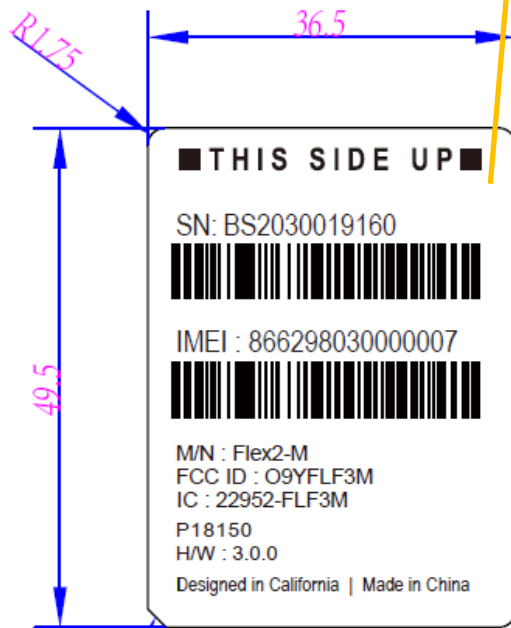 36.5
R1.75
■THIS SIDE UP■
SN: BS2030019160
IMEI : 866298030000007
49.5
M/N : Flex2-M
FCC ID : O9YFLF3M
IC : 22952-FLF3M
P18150
H/W : 3.0.0
Designed in California | Made in China